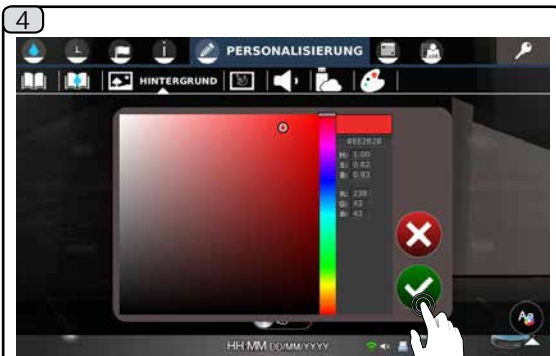 4
i
PERSONALISIERUNG
HINTERGRUND
#EE2B2B
H: 1.00
S: 0.82
B: 0.93
R: 238
G: 43
B: 43
HH:MM DD/MM/YYYY